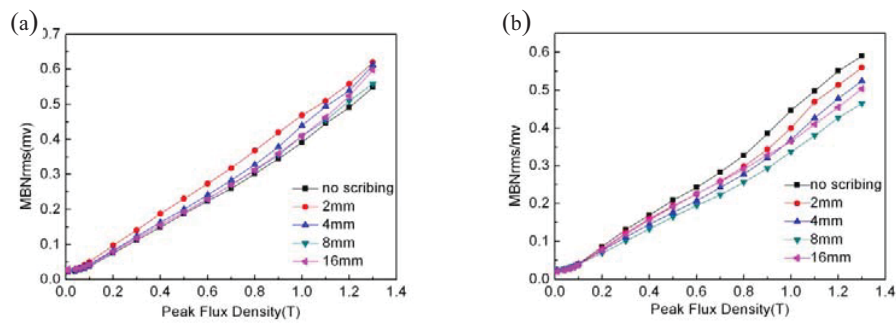 (a)
0.7
0.6
0.5
0.4
0.3
0.2
0.1
0.0
MBNrms(mv)
no scribing
2mm
4mm
8mm
16mm
0.0 0.2 0.4 0.6 0.8 1.0 1.2 1.4
Peak Flux Density(T)
(b)
0.6
0.5
0.4
0.3
0.2
0.1
0.0
MBNrms/mv)
no scribing
2mm
4mm
8mm
16mm
0.0 0.2 0.4 0.6 0.8 1.0 1.2 1.4
Peak Flux Density(T)